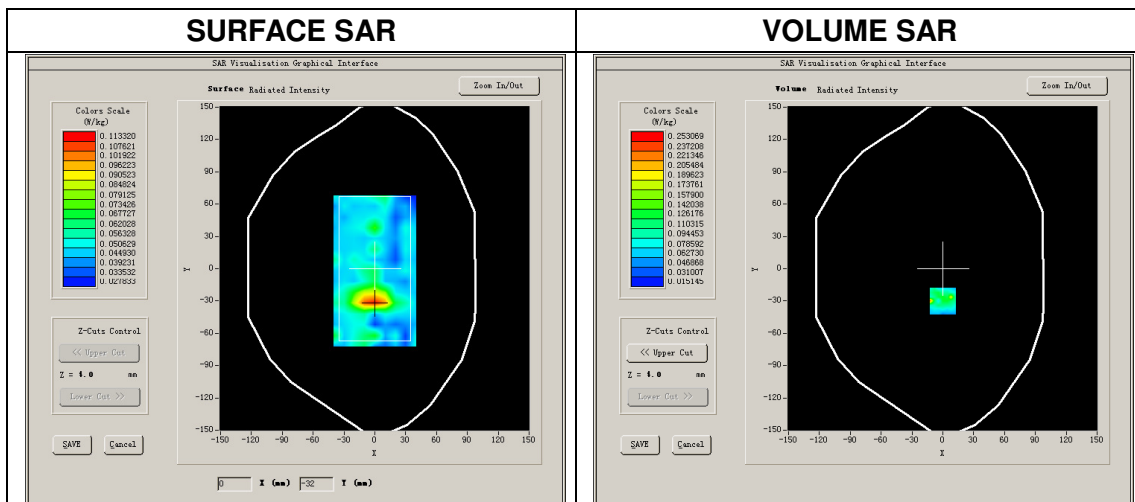 SURFACE SAR
VOLUME SAR
SAR Visualisation Graphical Interface
Surface Radiated Intensity
Zoom In/Out
Colors Scale
(W/kg)
0.113320
0.107621
0.101922
0.096223
0.090523
0.084824
0.079125
0.073426
0.067727
0.062028
0.056328
0.050629
0.044930
0.039231
0.033532
0.027833
Z-Cuts Control
<< Upper Cut
Z = 4.0 mm
Lower Cut >>
SAVE Cancel
150
120
90
60
30
0
-30
-60
-90
-120
-150
Y
-150 -120 -90 -60 -30 0 30 60 90 120 150
X
0 X (mm) -32 Y (mm)
SAR Visualisation Graphical Interface
Volume Radiated Intensity
Zoom In/Out
Colors Scale
(W/kg)
0.253069
0.237208
0.221346
0.205484
0.189623
0.173761
0.157900
0.142038
0.126176
0.110315
0.094453
0.078592
0.062730
0.046868
0.031007
0.015145
Z-Cuts Control
<< Upper Cut
Z = 4.0 mm
Lower Cut >>
SAVE Cancel
150
120
90
60
30
0
-30
-60
-90
-120
-150
Y
-150 -120 -90 -60 -30 0 30 60 90 120 150
X